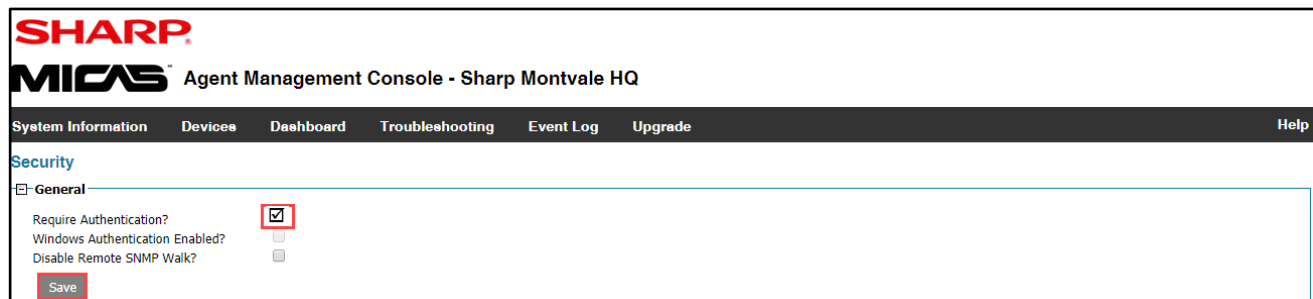 SHARP
MICAS™ Agent Management Console - Sharp Montvale HQ
System Information Devices Dashboard Troubleshooting Event Log Upgrade Help
Security
General
Require Authentication?
Windows Authentication Enabled?
Disable Remote SNMP Walk?
Save